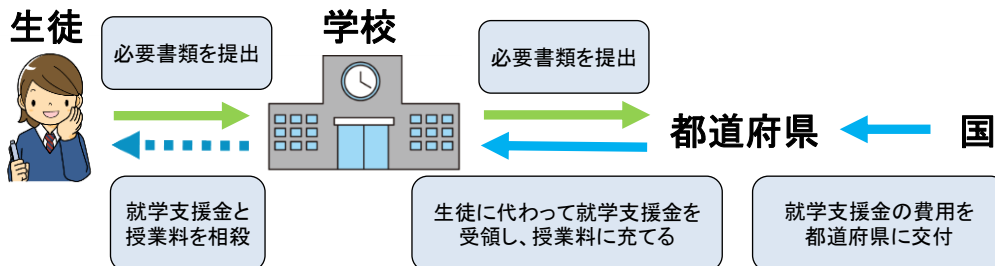 生徒
学校
必要書類を提出
必要書類を提出
都道府県
国
就学支援金と
授業料を相殺
生徒に代わって就学支援金を
受領し、授業料に充てる
就学支援金の費用を
都道府県に交付